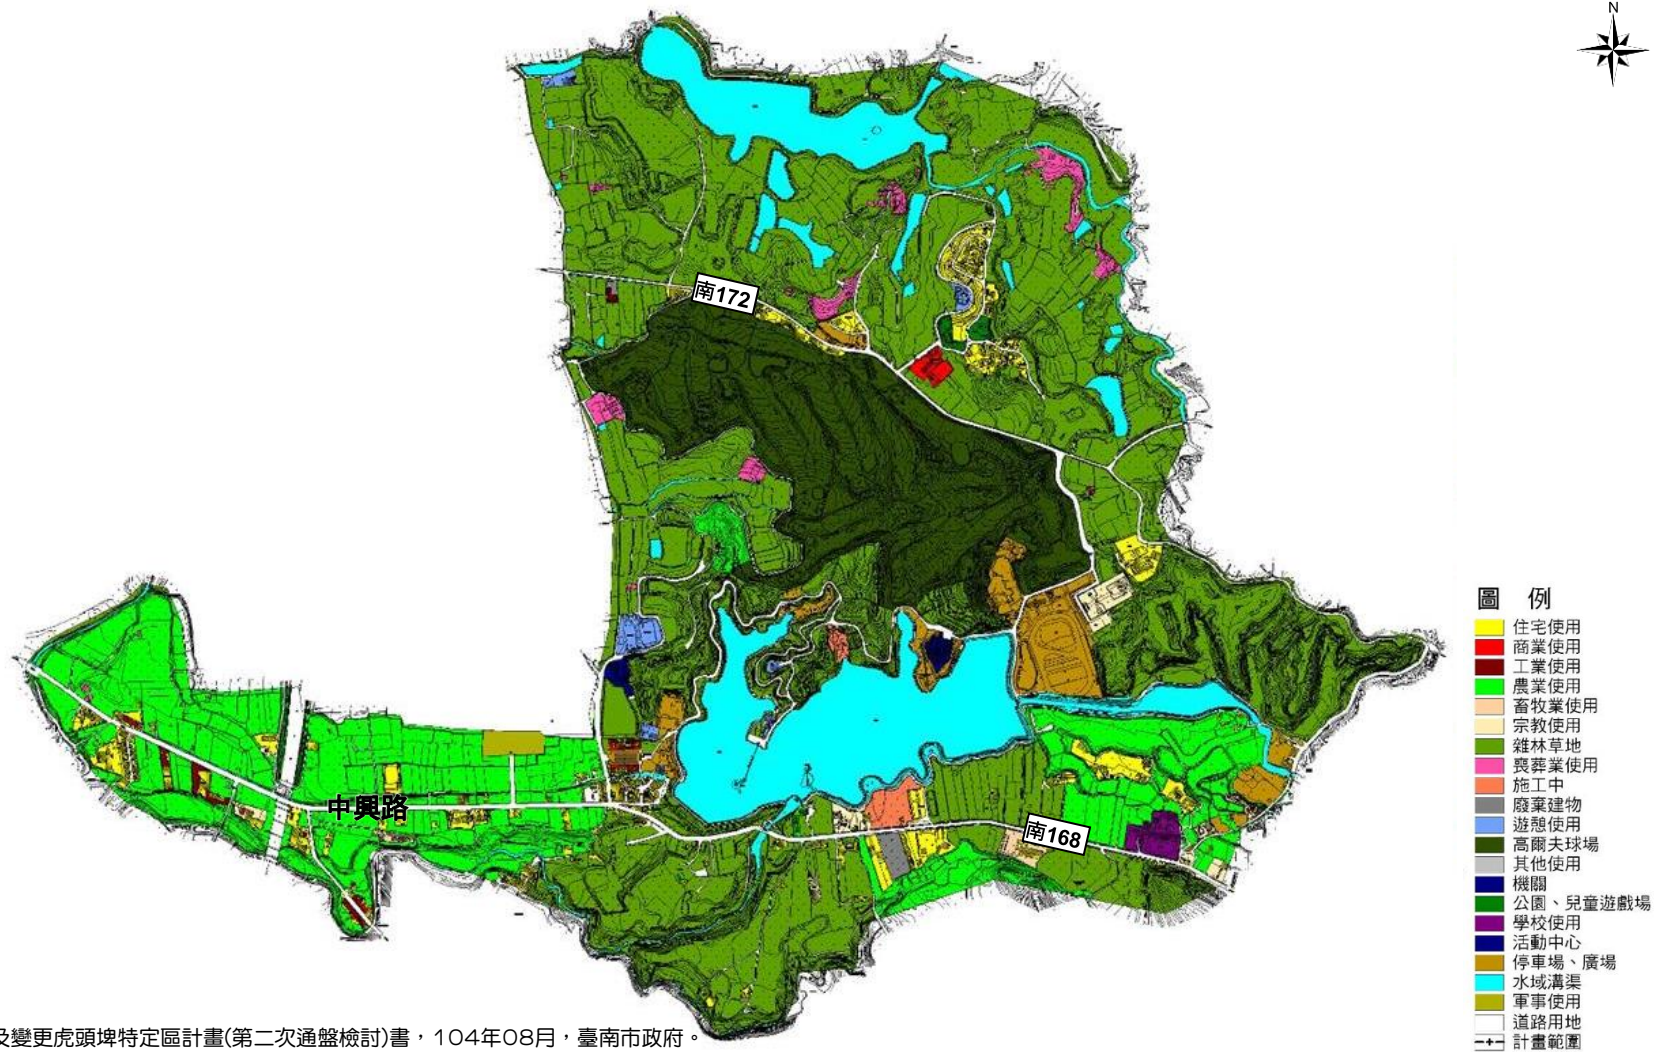 N
南172
中興路
南168
圖 例
住宅使用
商業使用
工業使用
農業使用
畜牧業使用
宗教使用
雜林草地
喪葬業使用
施工中
廢棄建物
遊憩使用
高爾夫球場
其他使用
機關
公園、兒童遊戲場
學校使用
活動中心
停車場、廣場
水域溝渠
軍事使用
道路用地
計畫範圍
及變更虎頭埤特定區計畫(第二次通盤檢討)書，104年08月，臺南市政府。